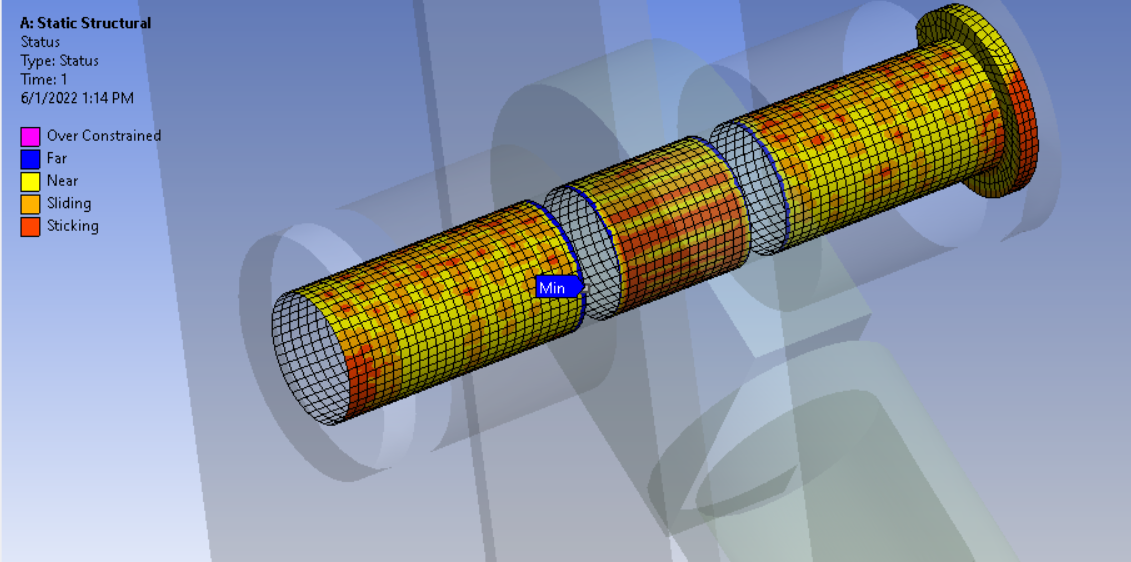 A: Static Structural
Status
Type: Status
Time: 1
6/1/2022 1:14 PM
Over Constrained
Far
Near
Sliding
Sticking
Min